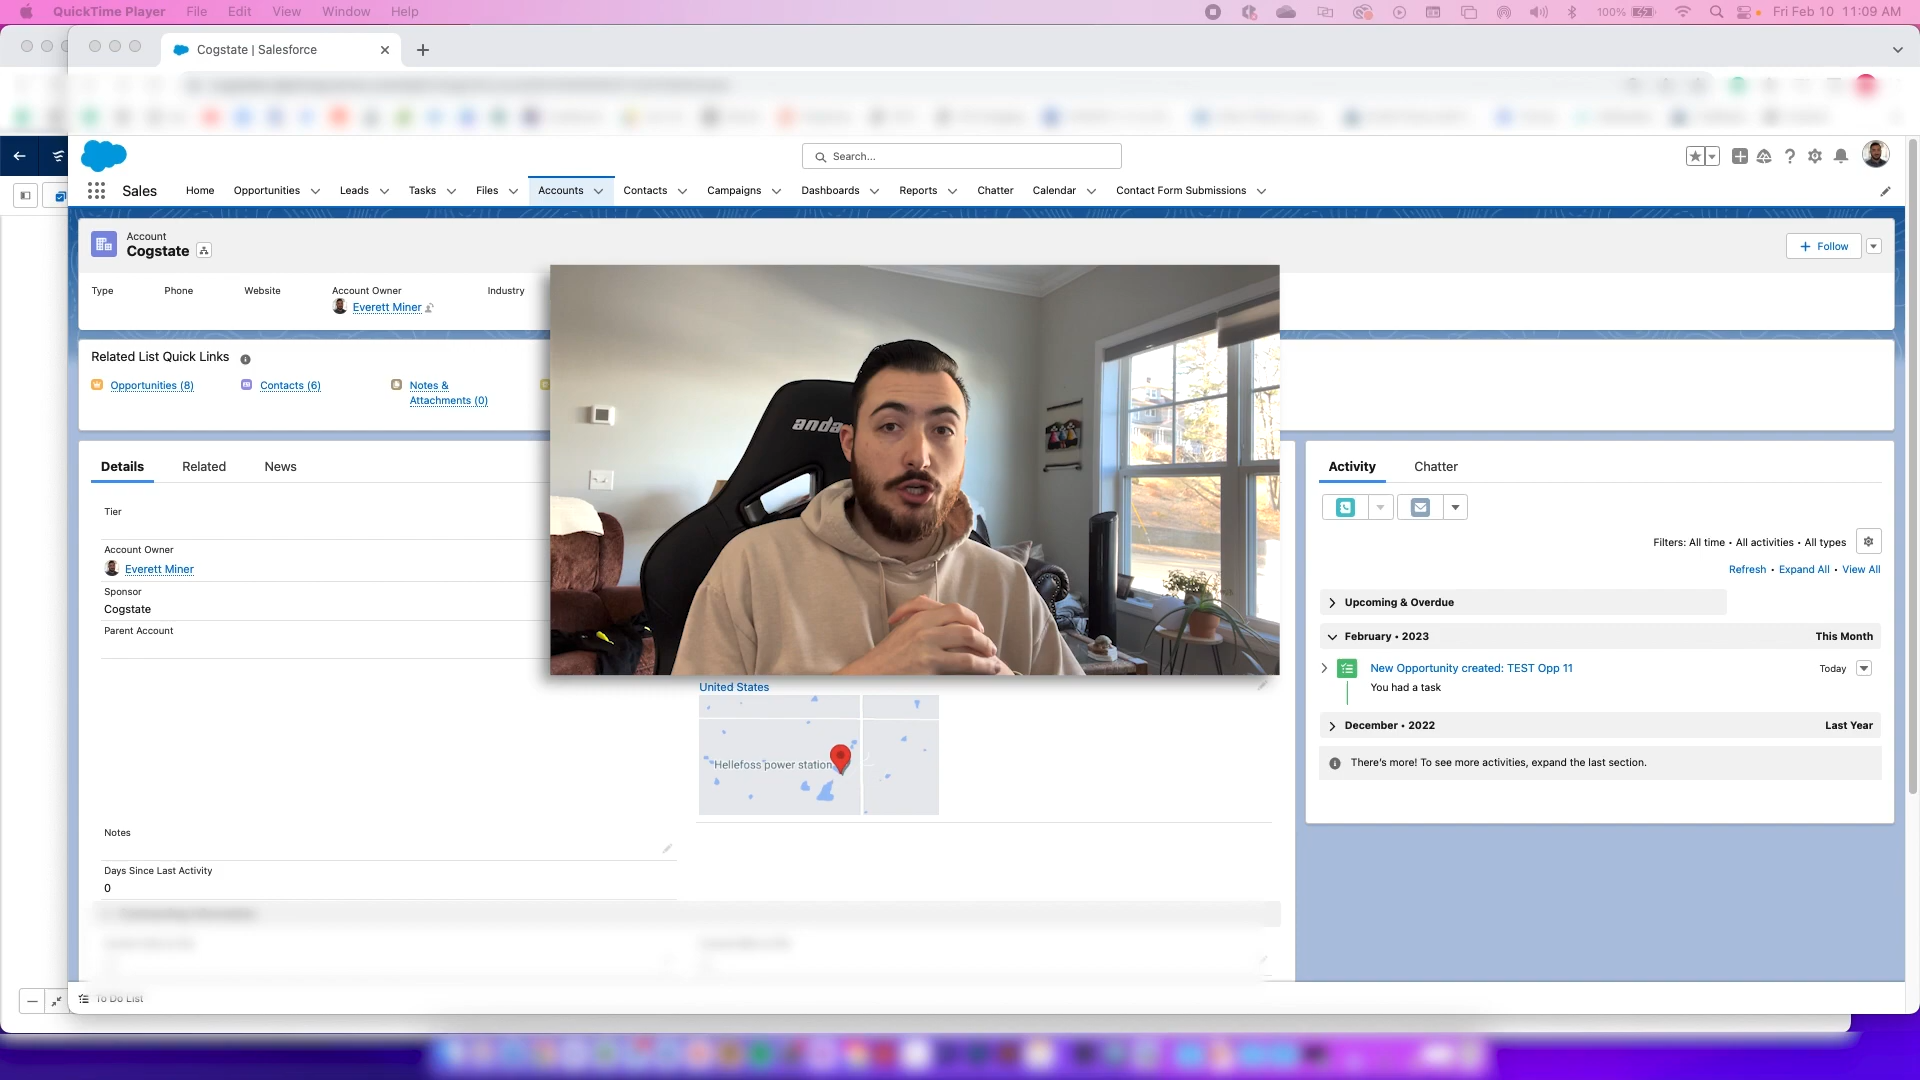 QuickTime Player File Edit View Window Help 100% Fri Feb 10 11:09 AM
Cogstate | Salesforce
Search...
Sales Home Opportunities Leads Tasks Files Accounts Contacts Campaigns Dashboards Reports Chatter Calendar Contact Form Submissions
Account
Cogstate
Follow
Type Phone Website Account Owner Industry
Everett Miner
Related List Quick Links
Opportunities (8) Contacts (6) Notes &
Attachments (0)
anda
Details Related News
Tier
Account Owner
Everett Miner
Sponsor
Cogstate
Parent Account
United States
Hellefoss power station
Notes
Days Since Last Activity
0
Activity Chatter
Filters: All time • All activities • All types
Refresh • Expand All • View All
Upcoming & Overdue
February • 2023 This Month
New Opportunity created: TEST Opp 11 Today
You had a task
December • 2022 Last Year
There's more! To see more activities, expand the last section.
To Do List